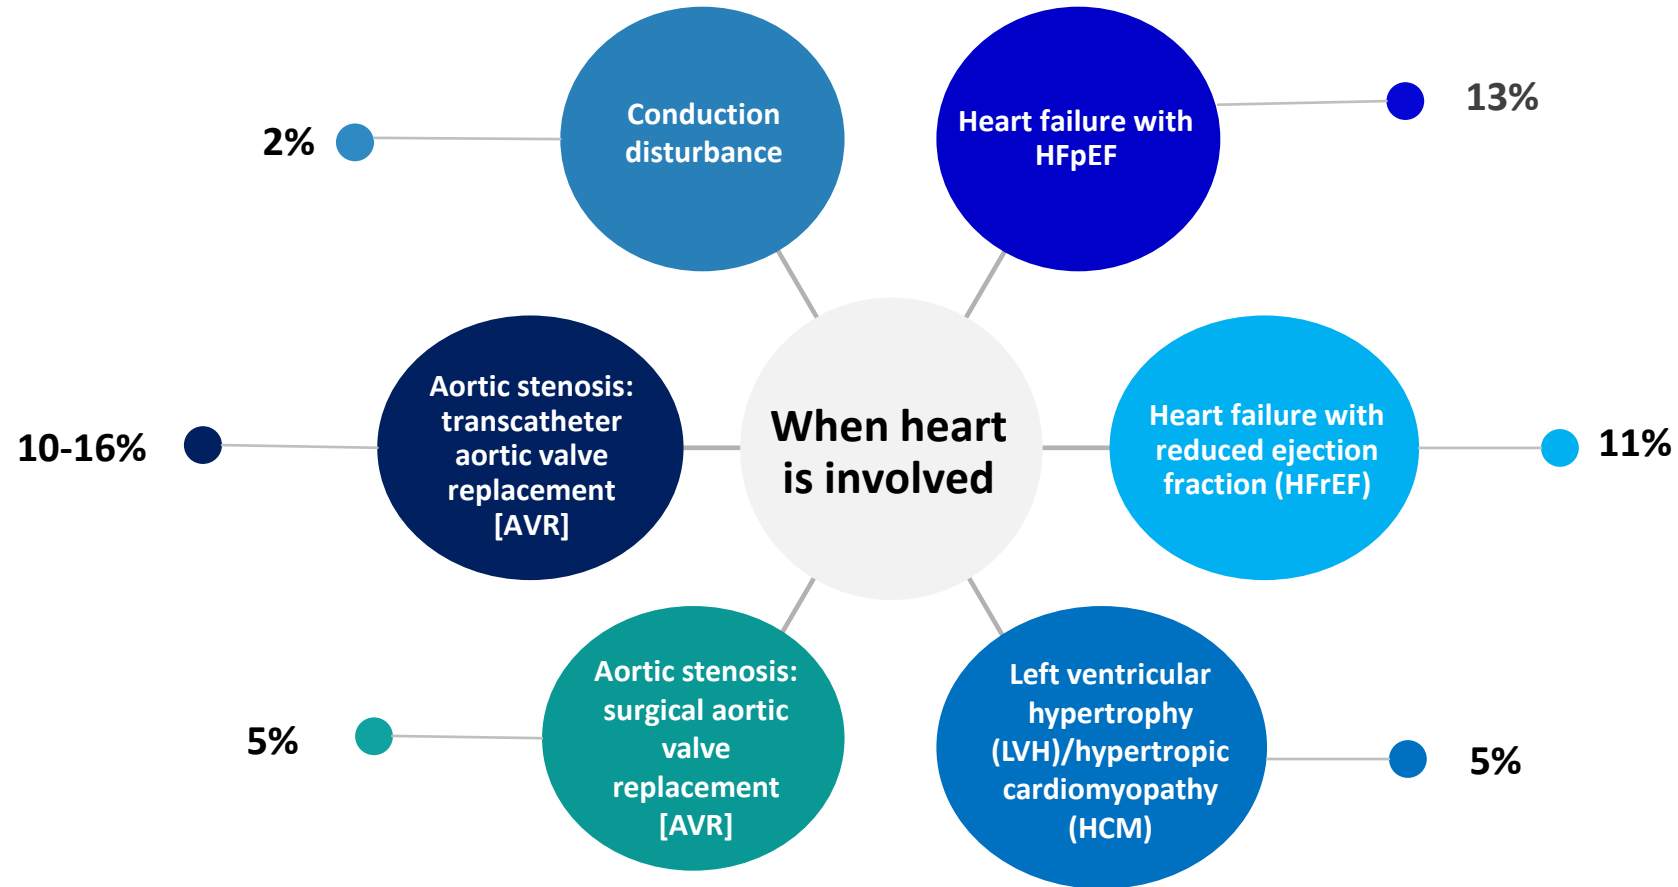 Conduction
disturbance
2%
Heart failure with
HFpEF
13%
Aortic stenosis:
transcatheter
aortic valve
replacement
[AVR]
10-16%
When heart
is involved
Heart failure with
reduced ejection
fraction (HFrEF)
11%
Aortic stenosis:
surgical aortic
valve
replacement
[AVR]
5%
Left ventricular
hypertrophy
(LVH)/hypertropic
cardiomyopathy
(HCM)
5%